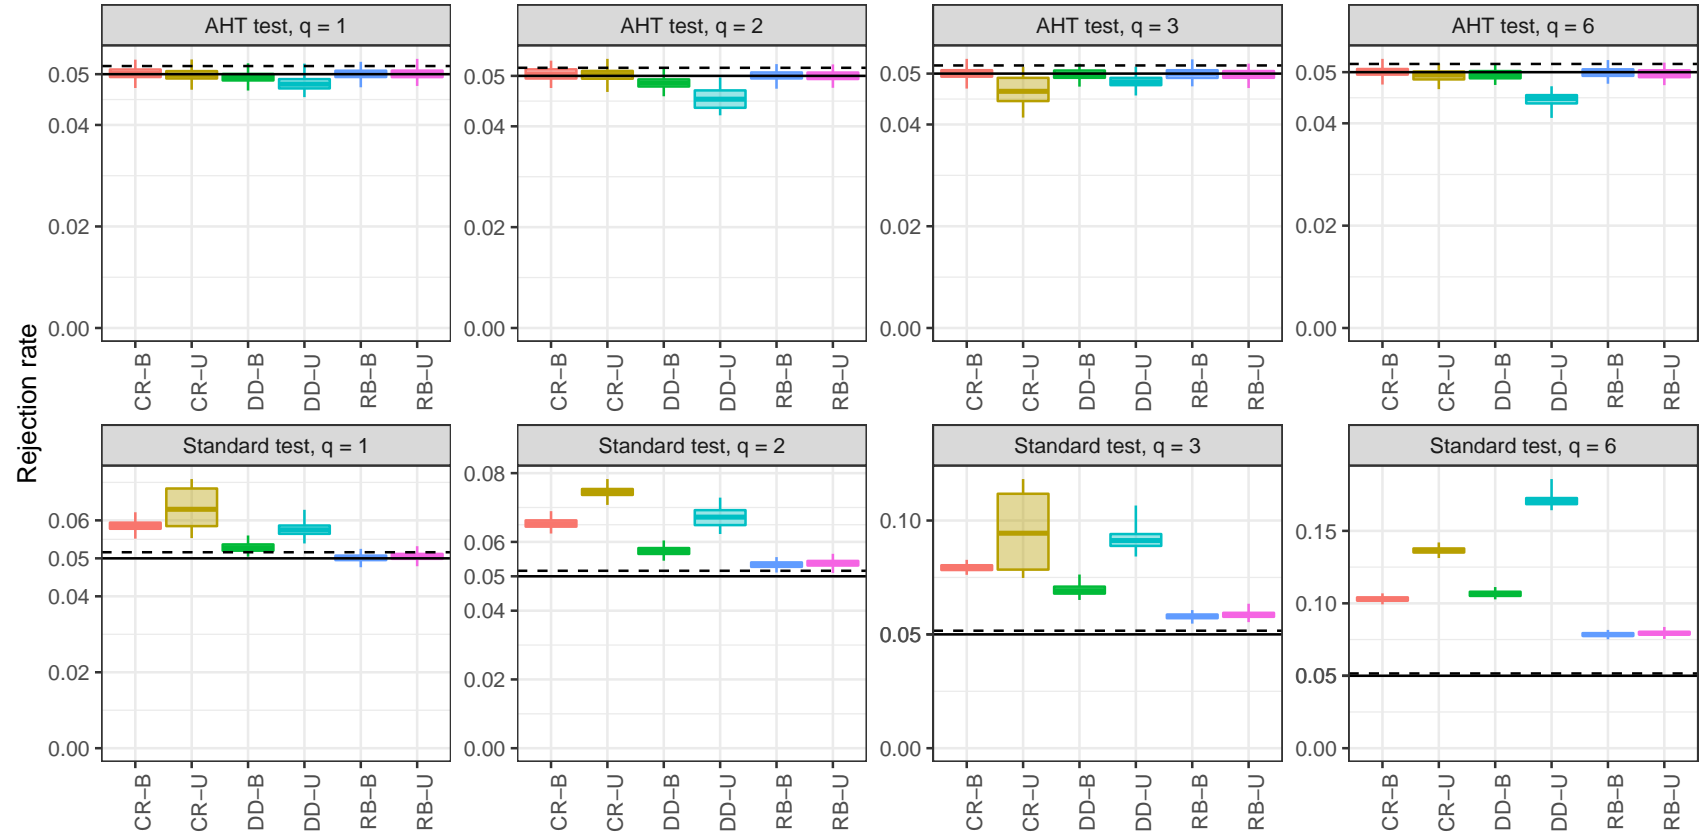 AHT test, q = 1
AHT test, q = 2
AHT test, q = 3
AHT test, q = 6
0.05
0.04
0.02
0.00
0.05
0.04
0.02
0.00
0.05
0.04
0.02
0.00
0.05
0.04
0.02
0.00
CR−B
CR−U
DD−B
DD−U
RB−B
RB−U
CR−B
CR−U
DD−B
DD−U
RB−B
RB−U
CR−B
CR−U
DD−B
DD−U
RB−B
RB−U
CR−B
CR−U
DD−B
DD−U
RB−B
RB−U
Rejection rate
Standard test, q = 1
Standard test, q = 2
Standard test, q = 3
Standard test, q = 6
0.06
0.05
0.04
0.02
0.00
0.08
0.06
0.05
0.04
0.02
0.00
0.10
0.05
0.00
0.15
0.10
0.05
0.00
CR−B
CR−U
DD−B
DD−U
RB−B
RB−U
CR−B
CR−U
DD−B
DD−U
RB−B
RB−U
CR−B
CR−U
DD−B
DD−U
RB−B
RB−U
CR−B
CR−U
DD−B
DD−U
RB−B
RB−U